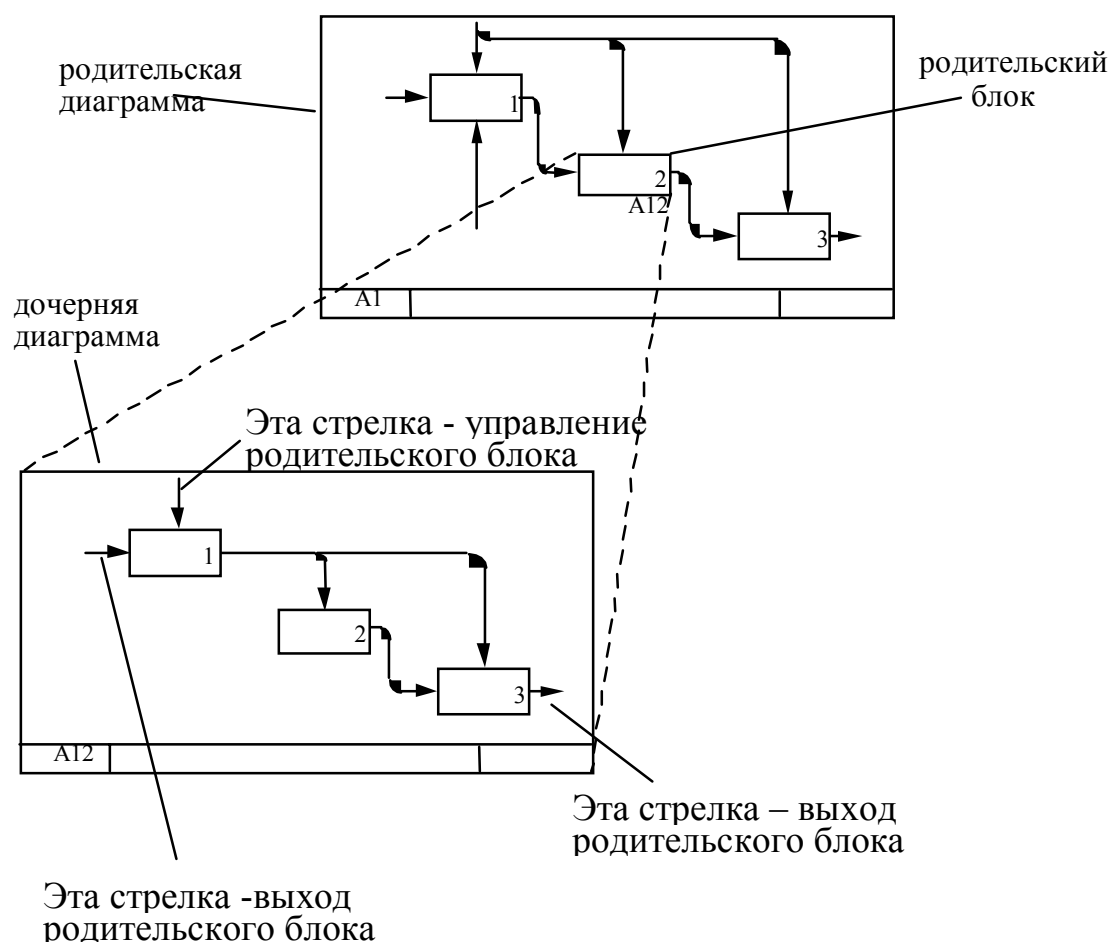 родительская
диаграмма
родительский
блок
1
2
A12
3
A1
дочерняя
диаграмма
Эта стрелка - управление
родительского блока
1
2
3
A12
Эта стрелка – выход
родительского блока
Эта стрелка -выход
родительского блока